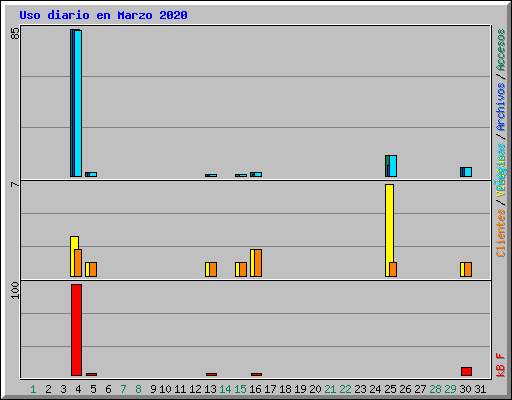 Uso diario en Marzo 2020
85
7
100
Clientes / / Archivos / Accesos
kB F
1 2 3 4 5 6 7 8 9 10 11 12 13 14 15 16 17 18 19 20 21 22 23 24 25 26 27 28 29 30 31